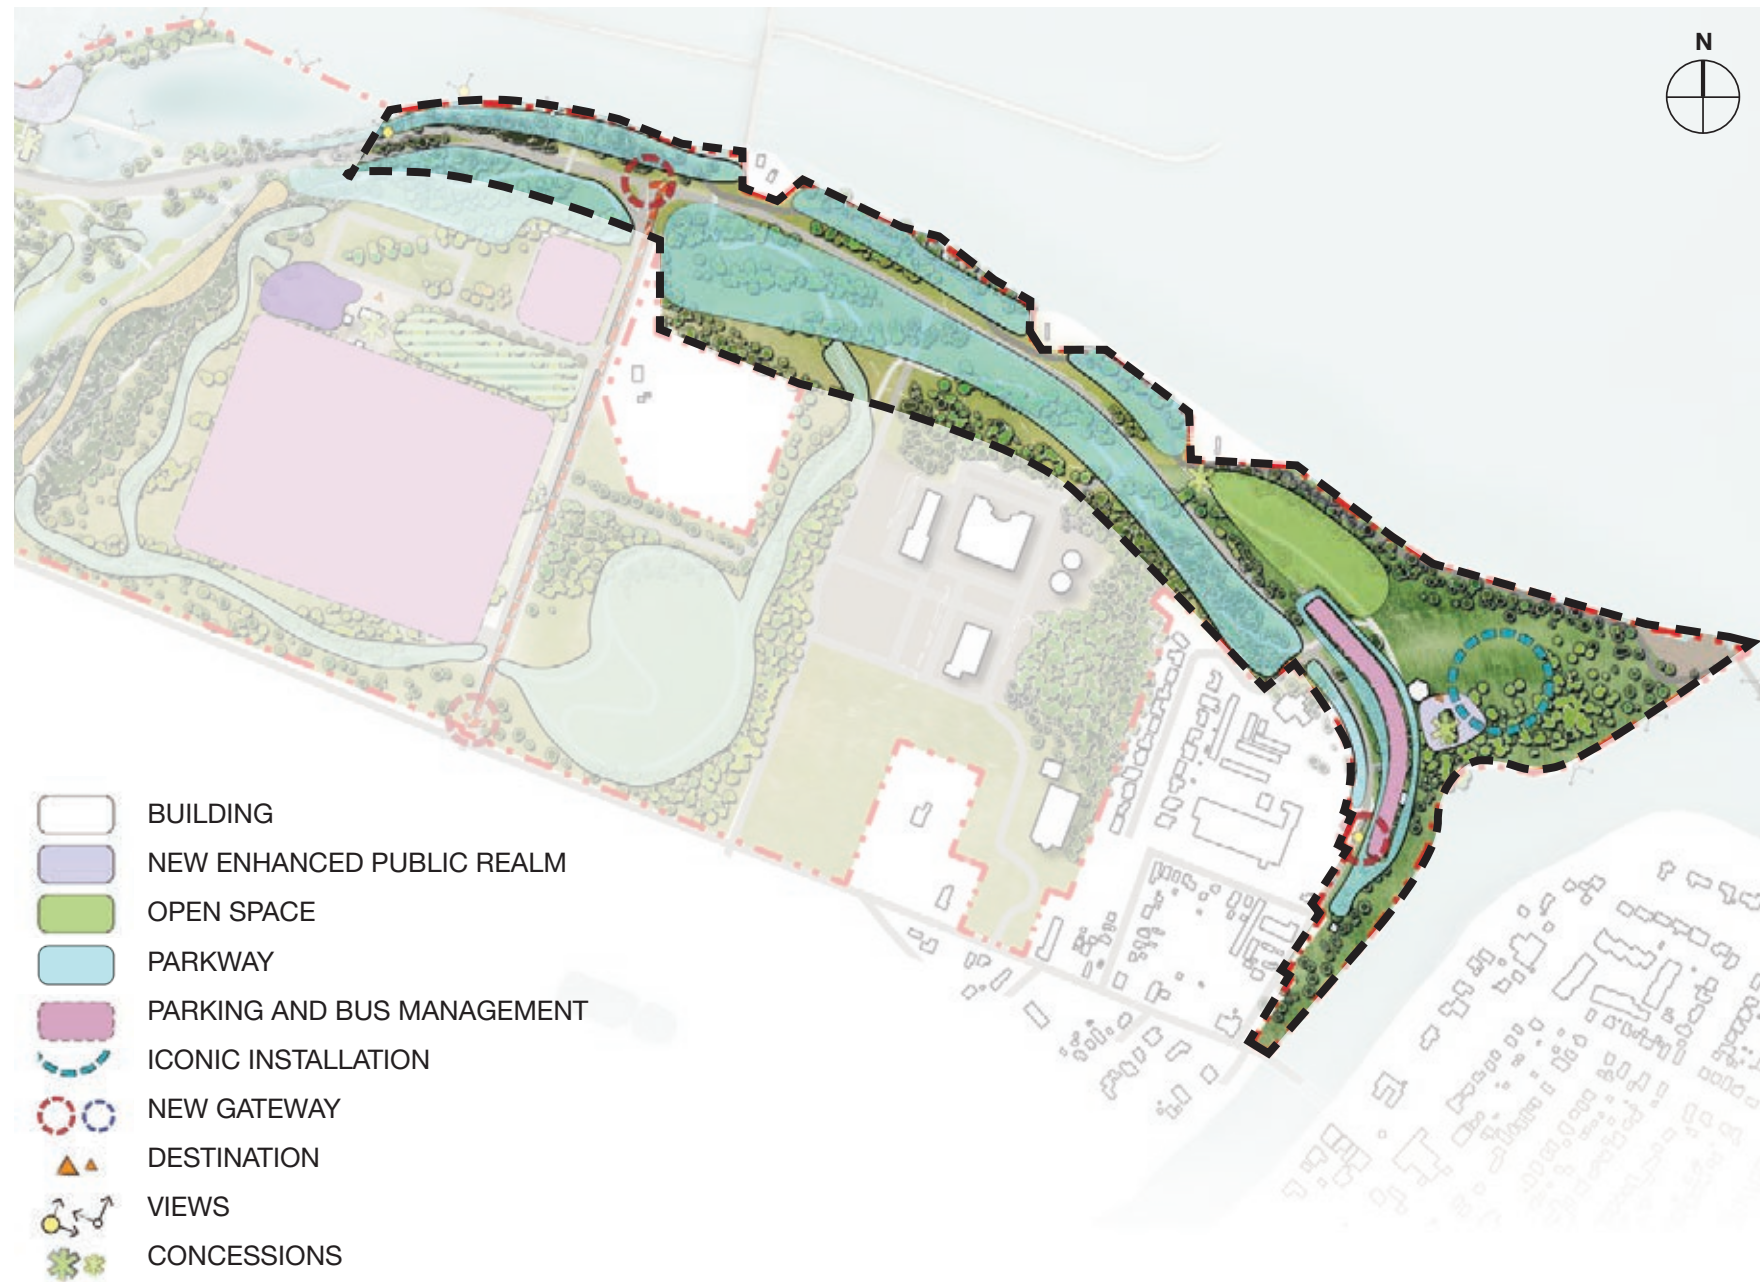 N
BUILDING
NEW ENHANCED PUBLIC REALM
OPEN SPACE
PARKWAY
PARKING AND BUS MANAGEMENT
ICONIC INSTALLATION
NEW GATEWAY
DESTINATION
VIEWS
CONCESSIONS